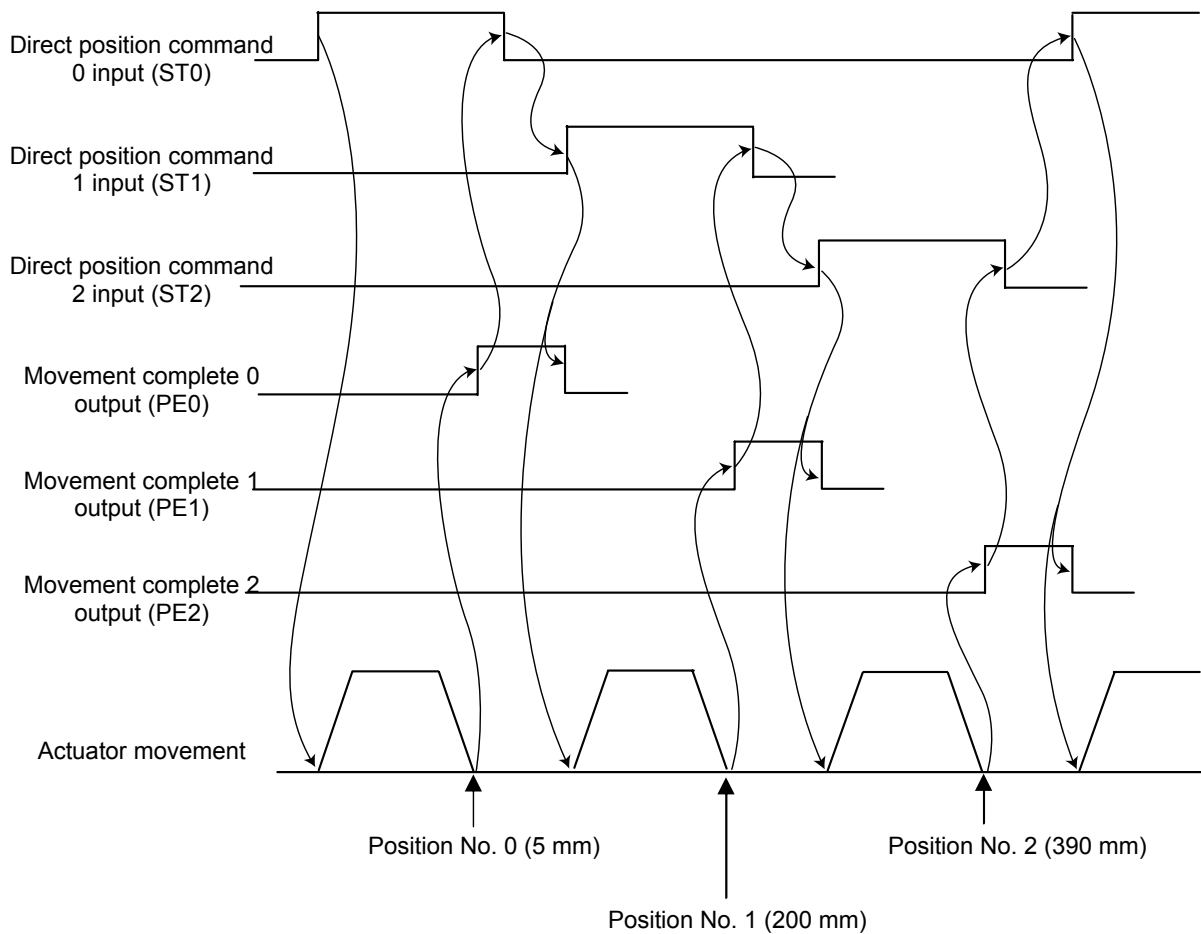 Direct position command
0 input (ST0)
Direct position command
1 input (ST1)
Direct position command
2 input (ST2)
Movement complete 0
output (PE0)
Movement complete 1
output (PE1)
Movement complete 2
output (PE2)
Actuator movement
Position No. 0 (5 mm)
Position No. 2 (390 mm)
Position No. 1 (200 mm)